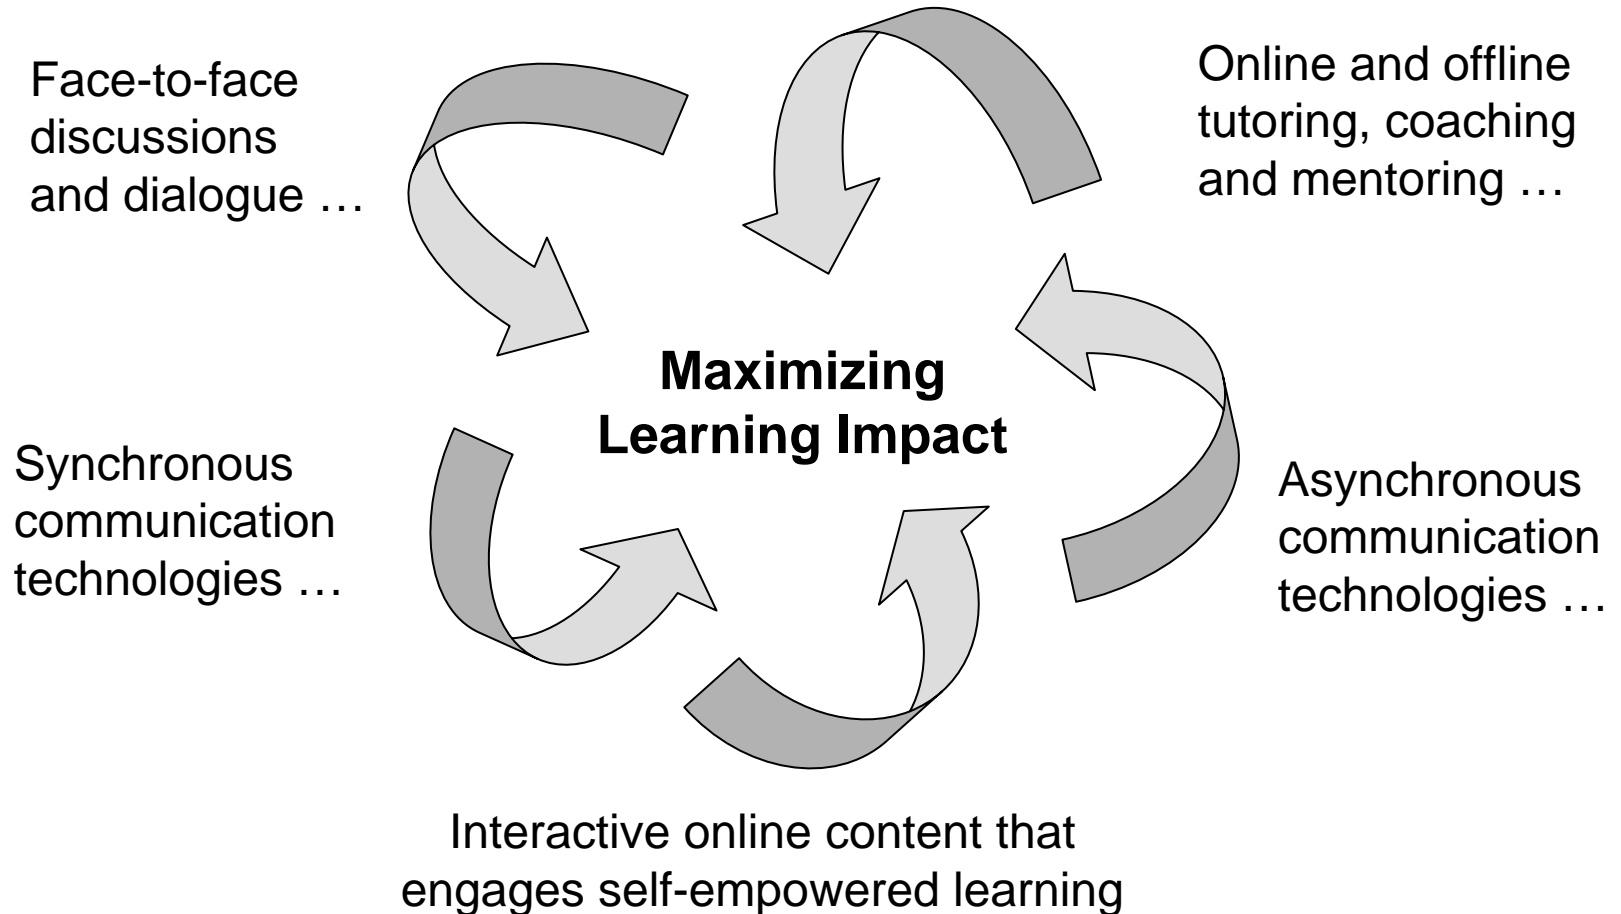 Face-to-face
discussions
and dialogue …
Online and offline
tutoring, coaching
and mentoring …
Maximizing
Learning Impact
Synchronous
communication
technologies …
Asynchronous
communication
technologies …
Interactive online content that
engages self-empowered learning